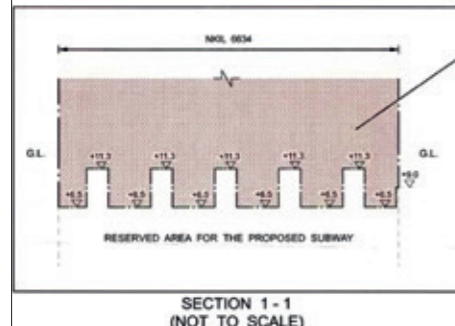 NKIL 6634
G.L.
G.L.
+11.3 +11.3 +11.3 +11.3 +11.3
+9.0
+6.5 +6.5 +6.5 +6.5 +6.5 +6.5
RESERVED AREA FOR THE PROPOSED SUBWAY
SECTION 1 - 1
(NOT TO SCALE)